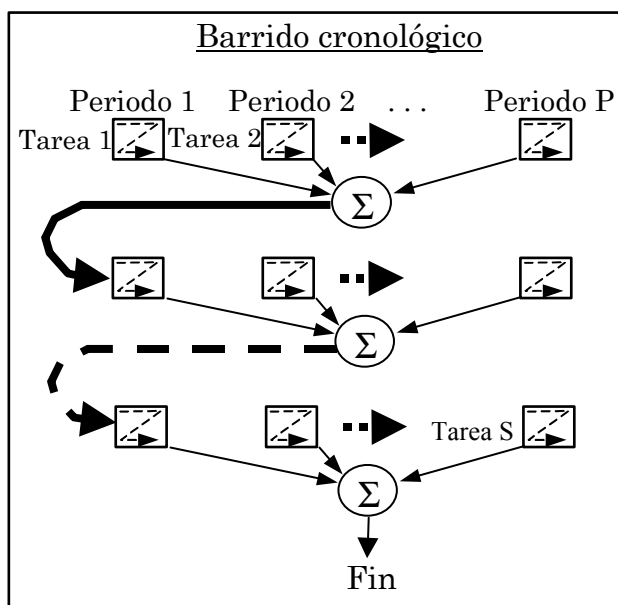 Barrido cronológico
Periodo 1 Periodo 2 . . . Periodo P
Tarea 1 Tarea 2
Σ
Σ
Tarea S
Σ
Fin